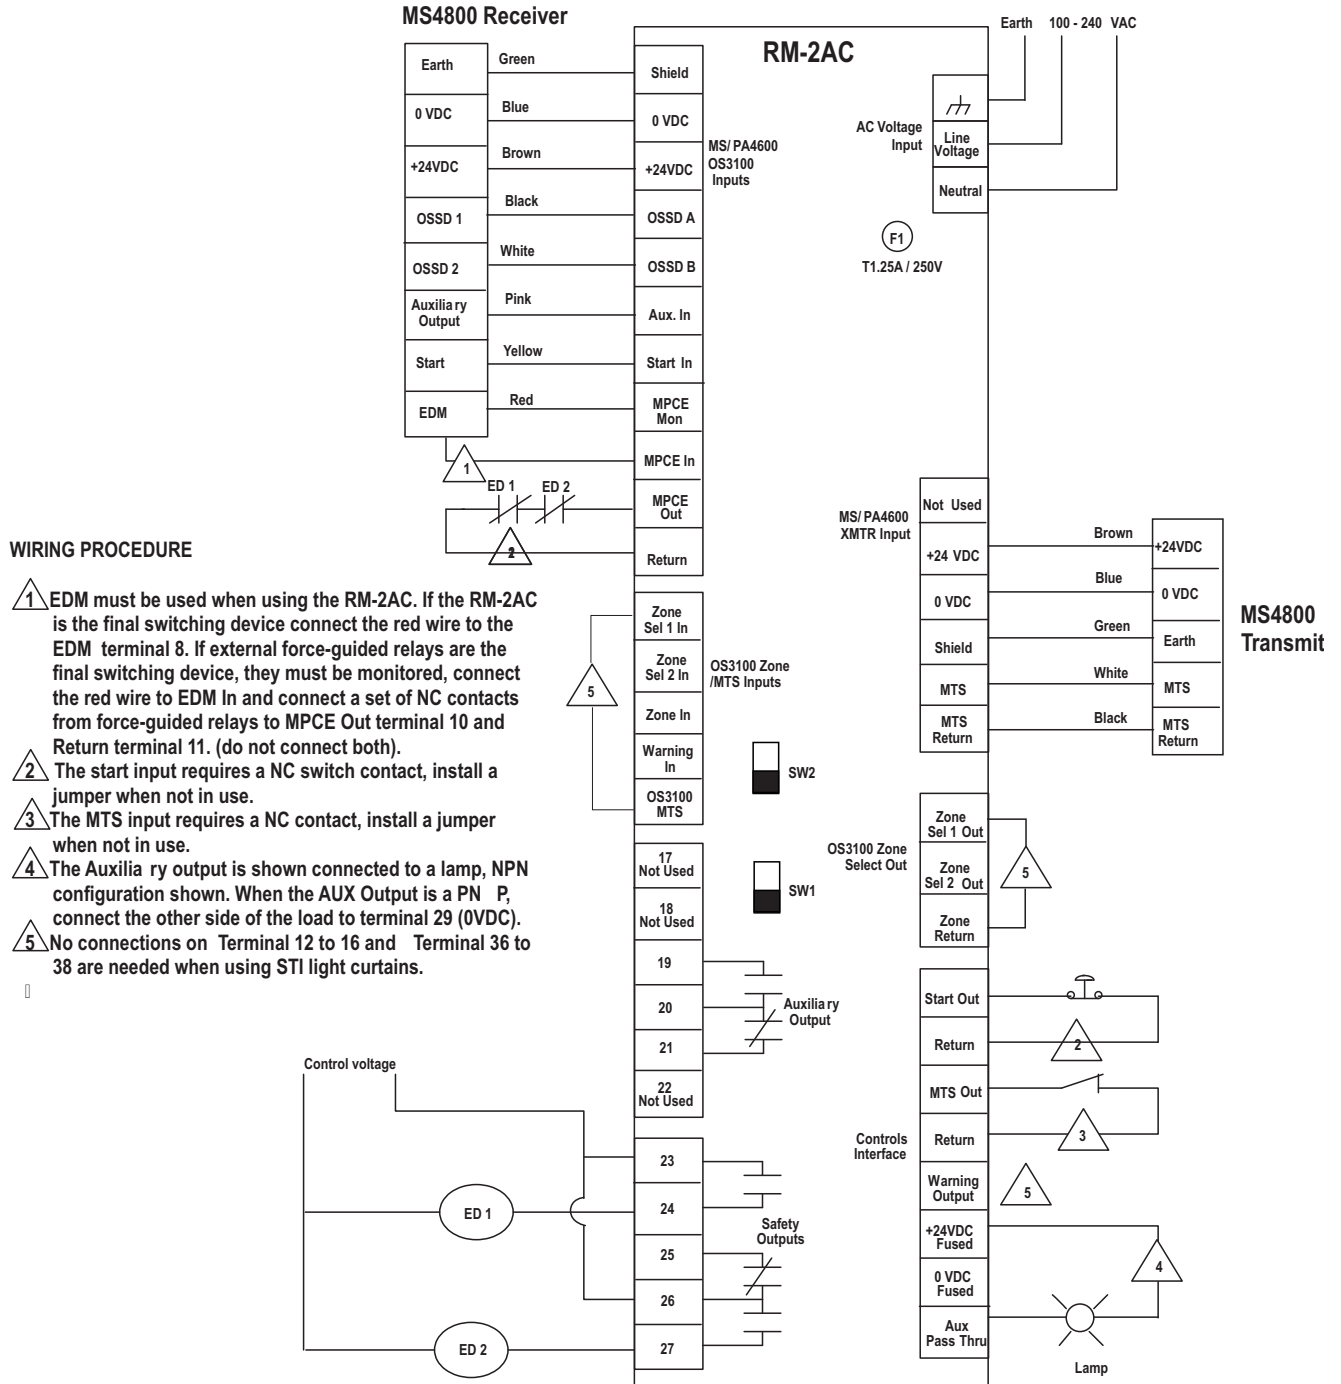 MS4800 Receiver
Earth
0 VDC
+24VDC
OSSD 1
OSSD 2
Auxilia ry
Output
Start
EDM
Green
Blue
Brown
Black
White
Pink
Yellow
Red
1
ED 1
ED 2
2
RM-2AC
Shield
0 VDC
+24VDC
OSSD A
OSSD B
Aux. In
Start In
MPCE
Mon
MPCE In
MPCE
Out
Return
MS/ PA4600
OS3100
Inputs
Earth
100 - 240 VAC
AC Voltage
Input
Line
Voltage
Neutral
F1
T1.25A / 250V
WIRING PROCEDURE
1 EDM must be used when using the RM-2AC. If the RM-2AC
is the final switching device connect the red wire to the
EDM terminal 8. If external force-guided relays are the
final switching device, they must be monitored, connect
the red wire to EDM In and connect a set of NC contacts
from force-guided relays to MPCE Out terminal 10 and
Return terminal 11. (do not connect both).
2 The start input requires a NC switch contact, install a
jumper when not in use.
3 The MTS input requires a NC contact, install a jumper
when not in use.
4 The Auxilia ry output is shown connected to a lamp, NPN
configuration shown. When the AUX Output is a PN P,
connect the other side of the load to terminal 29 (0VDC).
5 No connections on Terminal 12 to 16 and Terminal 36 to
38 are needed when using STI light curtains.
Zone
Sel 1 In
Zone
Sel 2 In
Zone In
Warning
In
OS3100
MTS
5
OS3100 Zone
/MTS Inputs
SW2
SW1
17
Not Used
18
Not Used
19
20
21
22
Not Used
Auxilia ry
Output
Control voltage
ED 1
ED 2
23
24
25
26
27
Safety
Outputs
MS/ PA4600
XMTR Input
Not Used
+24 VDC
0 VDC
Shield
MTS
MTS
Return
Brown
Blue
Green
White
Black
+24VDC
0 VDC
Earth
MTS
MTS
Return
MS4800
Transmit
OS3100 Zone
Select Out
Zone
Sel 1 Out
Zone
Sel 2 Out
Zone
Return
5
Controls
Interface
Start Out
Return
MTS Out
Return
Warning
Output
+24VDC
Fused
0 VDC
Fused
Aux
Pass Thru
2
3
5
4
Lamp